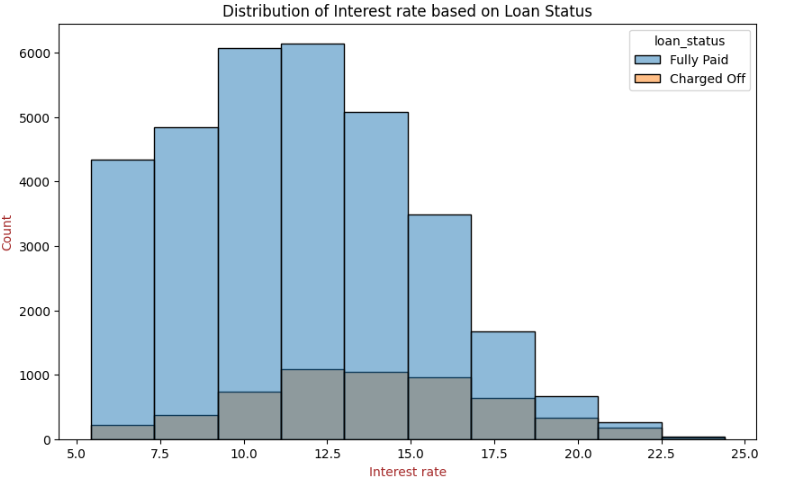 Distribution of Interest rate based on Loan Status
loan_status
Fully Paid
Charged Off
6000
5000
4000
3000
2000
1000
0
Count
5.0 7.5 10.0 12.5 15.0 17.5 20.0 22.5 25.0
Interest rate